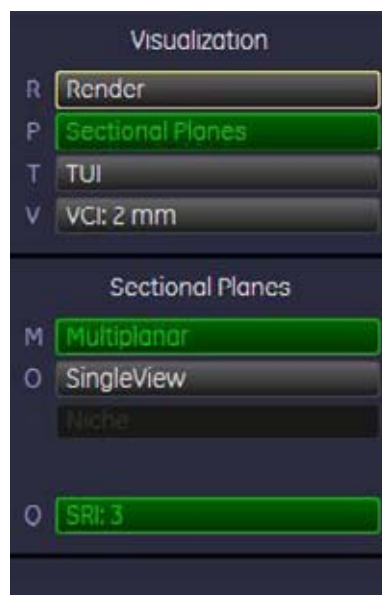 Visualization
R Render
P Sectional Planes
T TUI
V VCI: 2 mm
Sectional Planes
M Multiplanar
O SingleView
Niche
O SRI: 3